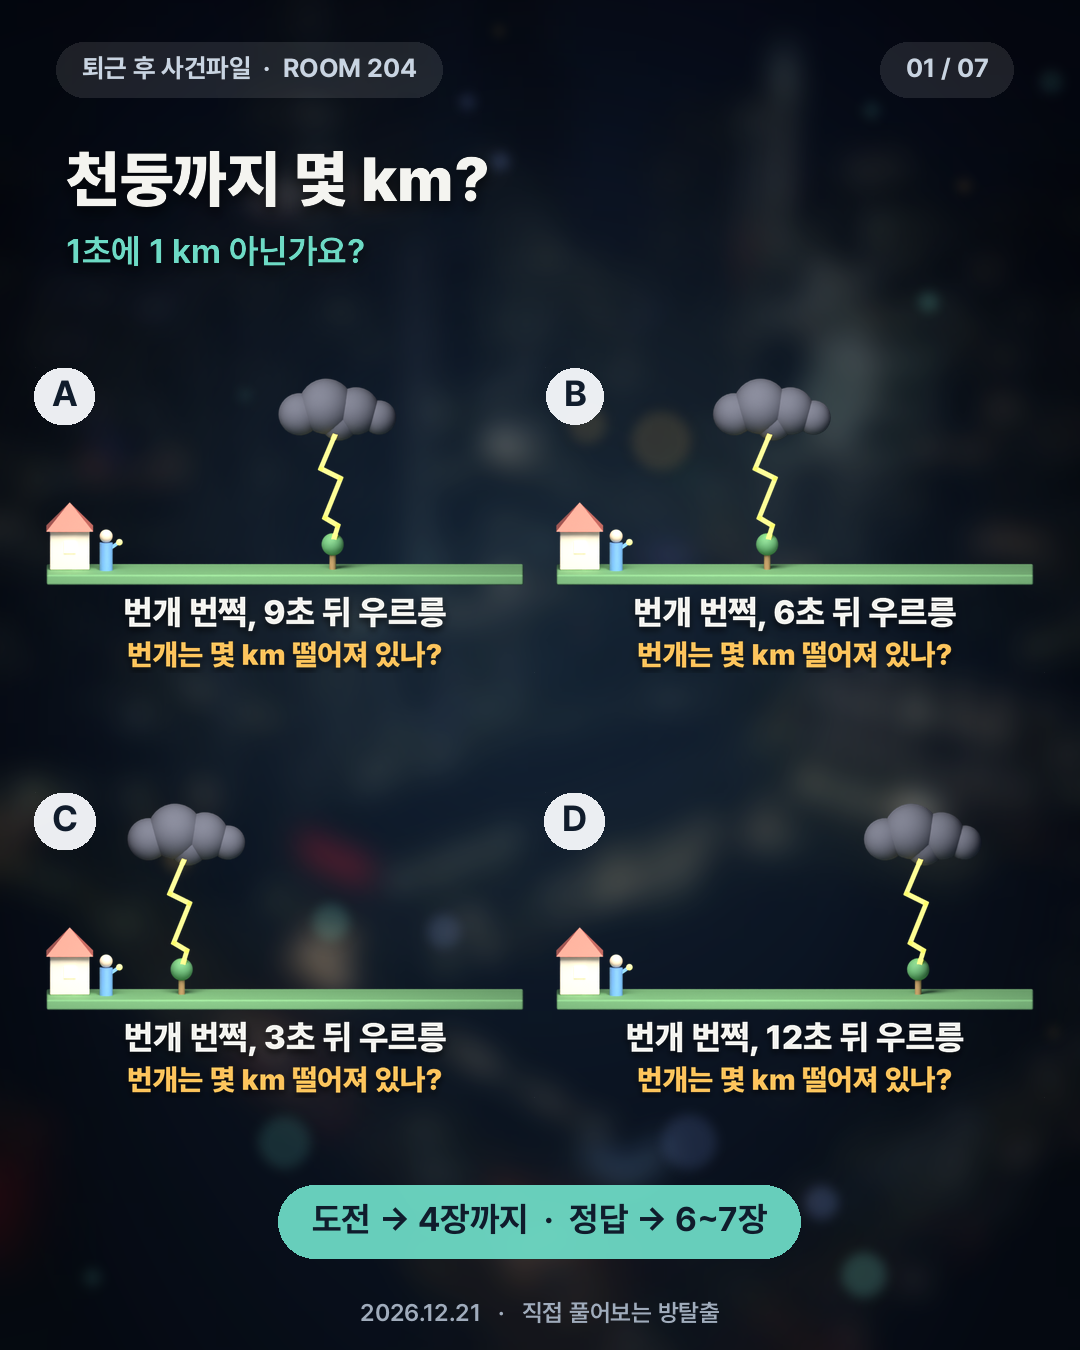 퇴근 후 사건파일 · ROOM 204
01 / 07
천둥까지 몇 km?
1초에 1 km 아닌가요?
A
번개 번쩍, 9초 뒤 우르릉
번개는 몇 km 떨어져 있나?
B
번개 번쩍, 6초 뒤 우르릉
번개는 몇 km 떨어져 있나?
C
번개 번쩍, 3초 뒤 우르릉
번개는 몇 km 떨어져 있나?
D
번개 번쩍, 12초 뒤 우르릉
번개는 몇 km 떨어져 있나?
도전 → 4장까지 · 정답 → 6~7장
2026.12.21 · 직접 풀어보는 방탈출